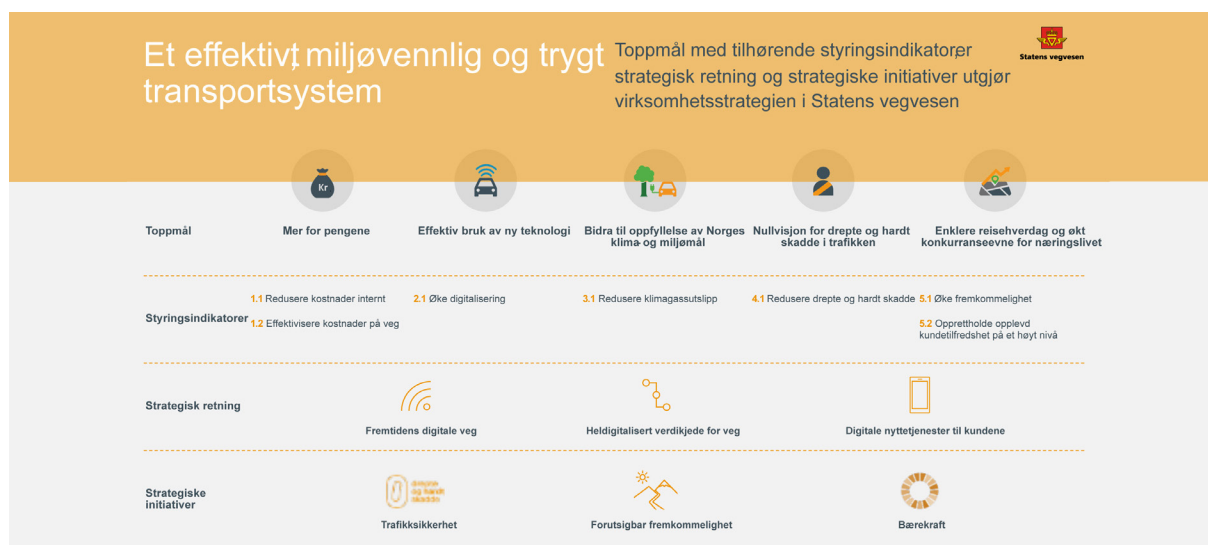 Et effektivt, miljøvennlig og trygt
transportsystem
Toppmål med tilhørende styringsindikatorer,
strategisk retning og strategiske initiativer utgjør
virksomhetsstrategien i Statens vegvesen
Statens vegvesen
Kr
Toppmål
Mer for pengene
Effektiv bruk av ny teknologi
Bidra til oppfyllelse av Norges
klima- og miljømål
Nullvisjon for drepte og hardt
skadde i trafikken
Enklere reisehverdag og økt
konkurranseevne for næringslivet
Styringsindikatorer
1.1 Redusere kostnader internt
1.2 Effektivisere kostnader på veg
2.1 Øke digitalisering
3.1 Redusere klimagassutslipp
4.1 Redusere drepte og hardt skadde
5.1 Øke fremkommelighet
5.2 Opprettholde opplevd
kundetilfredshet på et høyt nivå
Strategisk retning
Fremtidens digitale veg
Heldigitalisert verdikjede for veg
Digitale nyttetjenester til kundene
Strategiske
initiativer
0 drepte
og hardt
skadde
Trafikksikkerhet
Forutsigbar fremkommelighet
Bærekraft